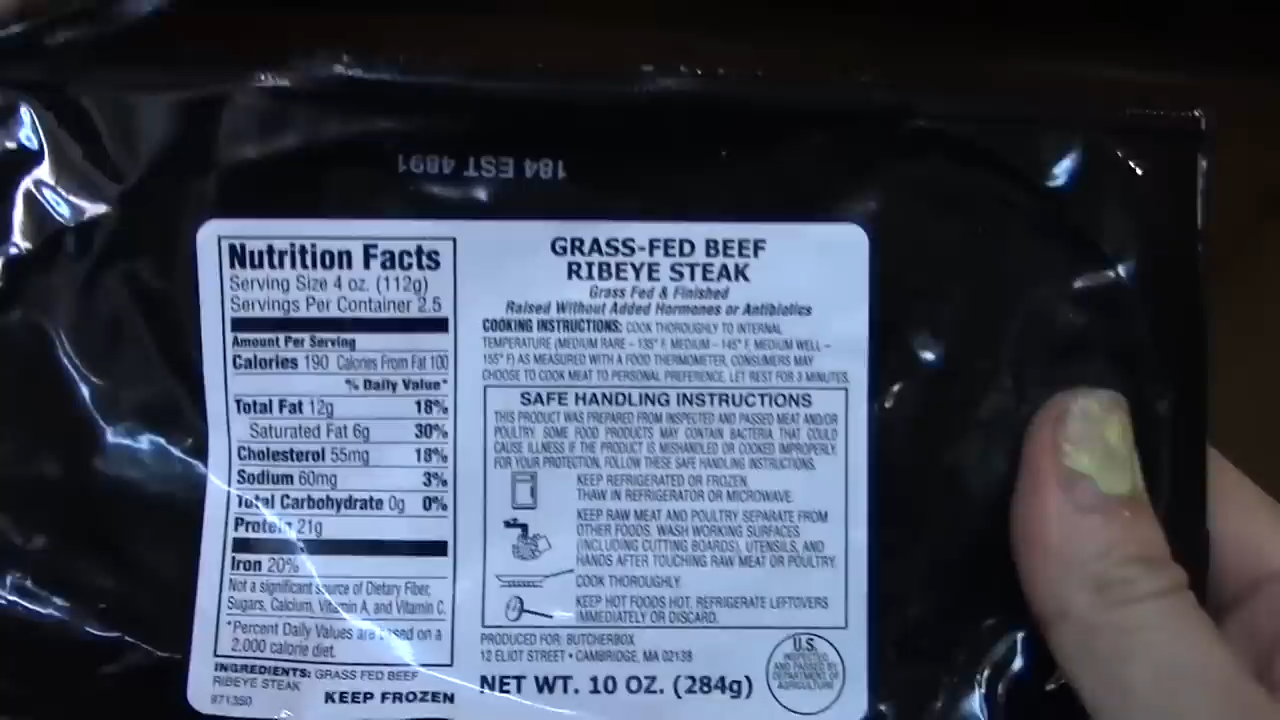 184 EST 4891
Nutrition Facts
Serving Size 4 oz. (112g)
Servings Per Container 2.5
Amount Per Serving
Calories 190 Calories From Fat 100
% Daily Value*
Total Fat 12g 18%
Saturated Fat 6g 30%
Cholesterol 55mg 18%
Sodium 60mg 3%
Total Carbohydrate 0g 0%
Protein 21g
Iron 20%
Not a significant source of Dietary Fiber,
Sugars, Calcium, Vitamin A, and Vitamin C.
*Percent Daily Values are based on a
2,000 calorie diet.
INGREDIENTS: GRASS FED BEEF
RIBEYE STEAK
971350
KEEP FROZEN
GRASS-FED BEEF
RIBEYE STEAK
Grass Fed & Finished
Raised Without Added Hormones or Antibiotics
COOKING INSTRUCTIONS: COOK THOROUGHLY TO INTERNAL
TEMPERATURE (MEDIUM RARE – 135° F, MEDIUM – 145° F, MEDIUM WELL –
155° F) AS MEASURED WITH A FOOD THERMOMETER, CONSUMERS MAY
CHOOSE TO COOK MEAT TO PERSONAL PREFERENCE, LET REST FOR 3 MINUTES.
SAFE HANDLING INSTRUCTIONS
THIS PRODUCT WAS PREPARED FROM INSPECTED AND PASSED MEAT AND/OR
POULTRY. SOME FOOD PRODUCTS MAY CONTAIN BACTERIA THAT COULD
CAUSE ILLNESS IF THE PRODUCT IS MISHANDLED OR COOKED IMPROPERLY.
FOR YOUR PROTECTION, FOLLOW THESE SAFE HANDLING INSTRUCTIONS.
KEEP REFRIGERATED OR FROZEN.
THAW IN REFRIGERATOR OR MICROWAVE.
KEEP RAW MEAT AND POULTRY SEPARATE FROM
OTHER FOODS. WASH WORKING SURFACES
(INCLUDING CUTTING BOARDS), UTENSILS, AND
HANDS AFTER TOUCHING RAW MEAT OR POULTRY.
COOK THOROUGHLY.
KEEP HOT FOODS HOT. REFRIGERATE LEFTOVERS
IMMEDIATELY OR DISCARD.
PRODUCED FOR: BUTCHERBOX
12 ELIOT STREET • CAMBRIDGE, MA 02138
NET WT. 10 OZ. (284g)
U.S.
INSPECTED
AND PASSED BY
DEPARTMENT OF
AGRICULTURE